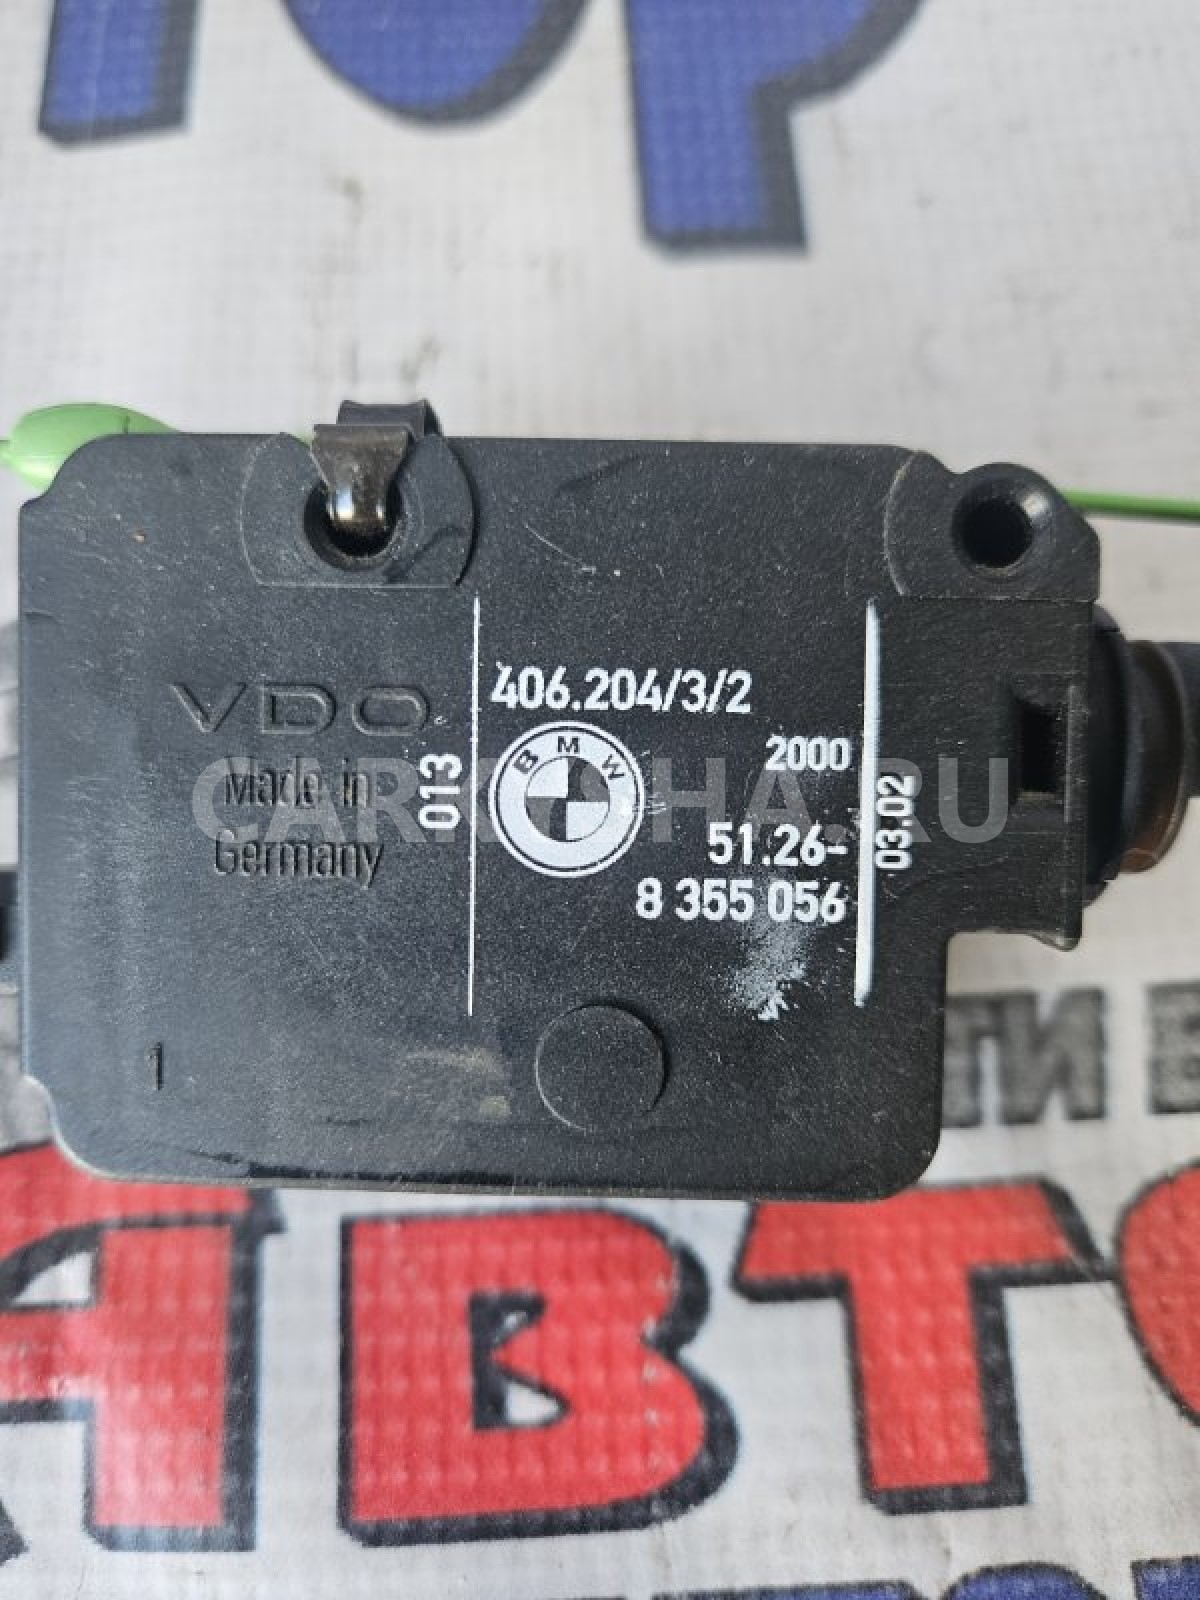 VDO
Made in
Germany
013
406.204/3/2
BMW
2000
51.26-
8 355 056
03.02
1
CARKOSHA.RU
АВТО